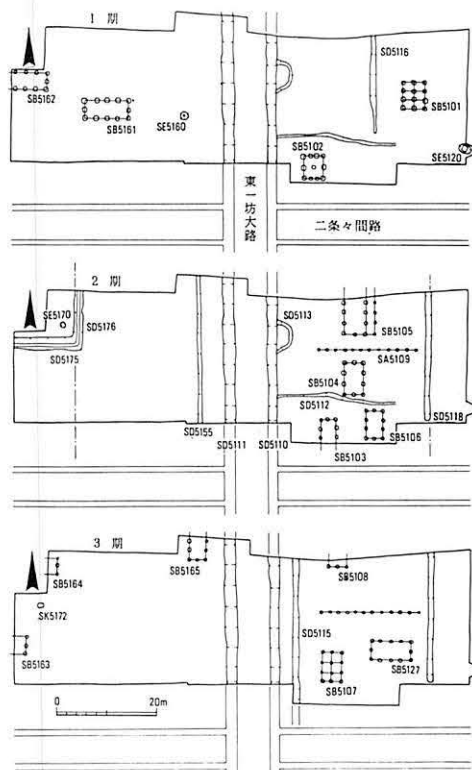 1期
SD5116
SB5162
SB5161
SE5160
SB5101
SB5102
SE5120
東一坊大路
二条々間路
2期
SE5170
SD5176
SD5175
SD5113
SB5105
SA5109
SB5104
SD5112
SD5118
SD5155
SD5111
SD5110
SB5106
SB5103
3期
SB5164
SB5165
SB5108
SK5172
SD5115
SB5163
SB5127
SB5107
0
20m